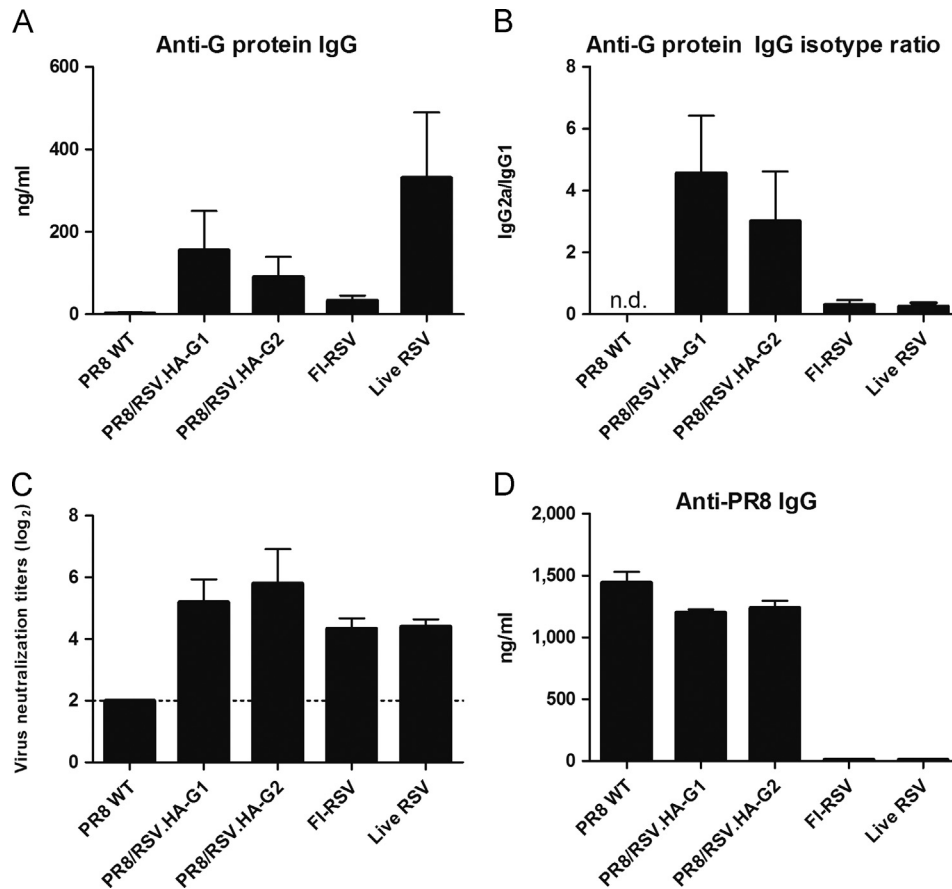 A
Anti-G protein IgG
600
400
200
0
ng/ml
PR8 WT
PR8/RSV.HA-G1
PR8/RSV.HA-G2
FI-RSV
Live RSV
B
Anti-G protein IgG isotype ratio
8
6
4
2
0
IgG2a/IgG1
n.d.
PR8 WT
PR8/RSV.HA-G1
PR8/RSV.HA-G2
FI-RSV
Live RSV
C
8
6
4
2
0
Virus neutralization titers (log₂)
PR8 WT
PR8/RSV.HA-G1
PR8/RSV.HA-G2
FI-RSV
Live RSV
D
Anti-PR8 IgG
2,000
1,500
1,000
500
0
ng/ml
PR8 WT
PR8/RSV.HA-G1
PR8/RSV.HA-G2
FI-RSV
Live RSV